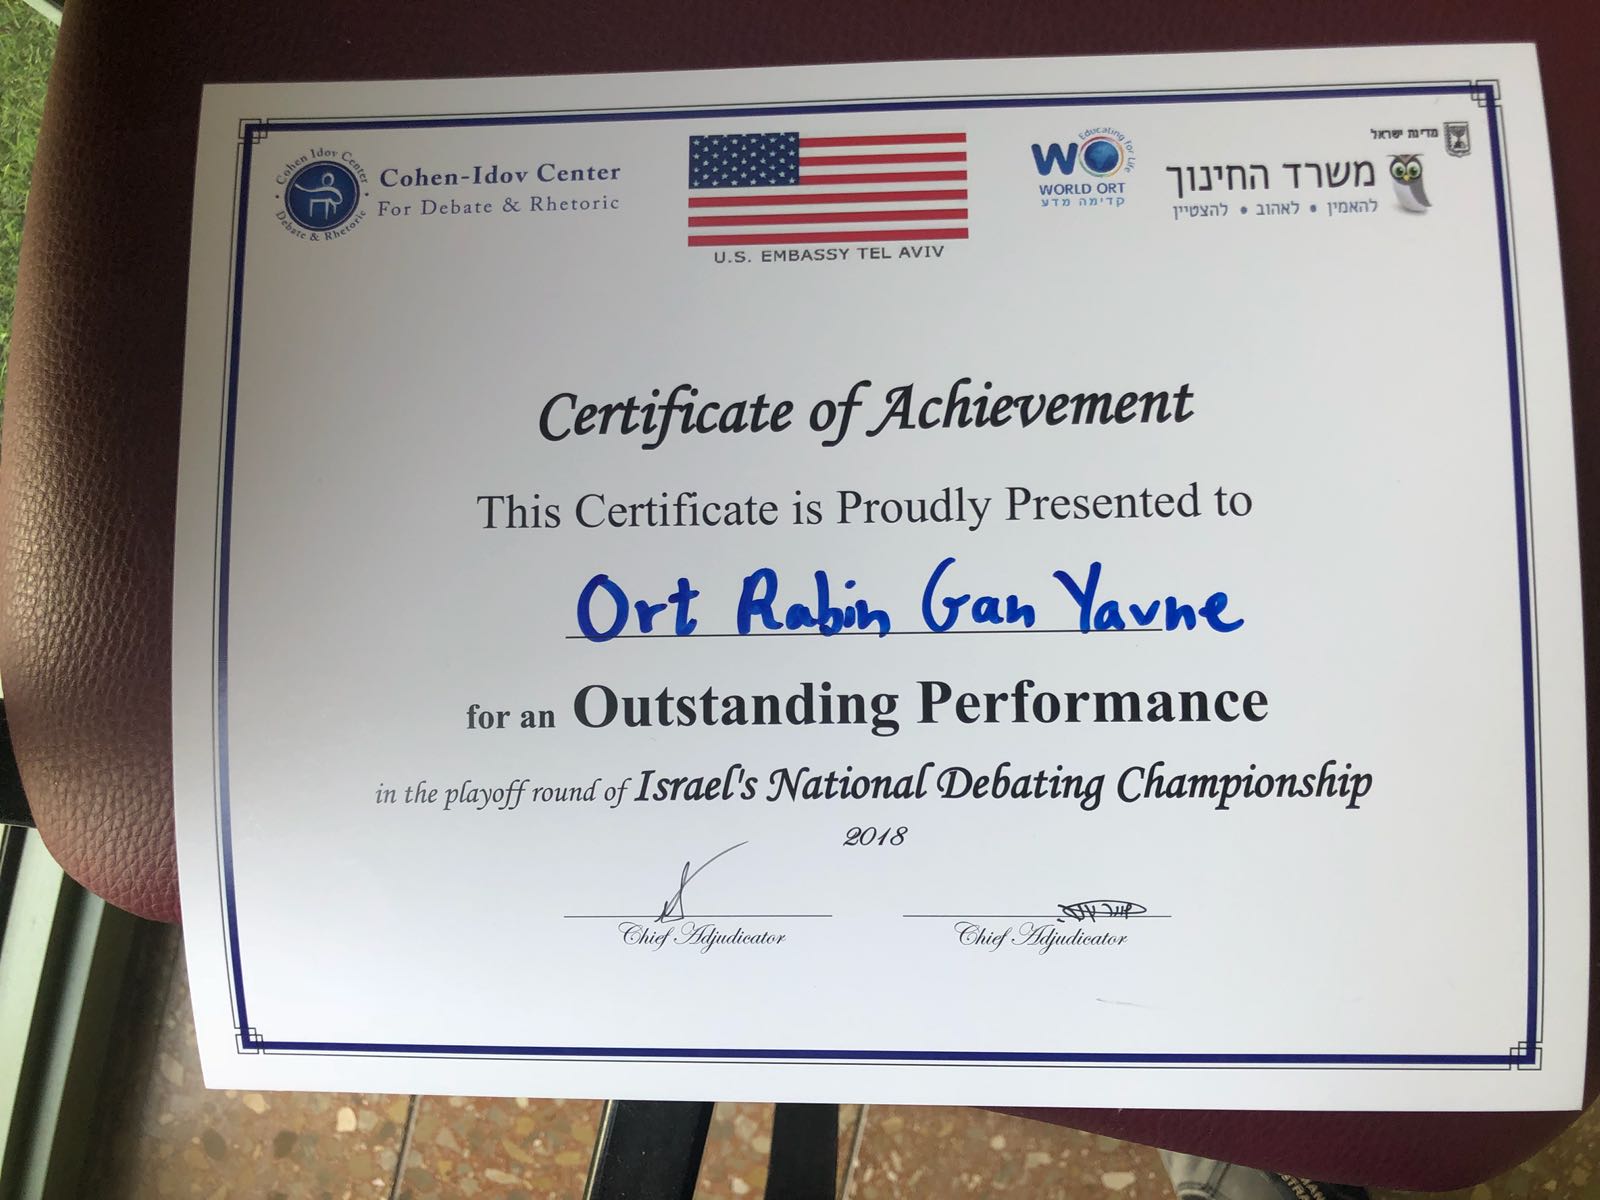 Cohen Idov Center
Debate & Rhetoric
Cohen-Idov Center
For Debate & Rhetoric
U.S. EMBASSY TEL AVIV
Educating For Life
WO
WORLD ORT
קדימה מדע
מדינת ישראל
משרד החינוך
להאמין • לאהוב • להצטיין
Certificate of Achievement
This Certificate is Proudly Presented to
Ort Rabin Gan Yavne
for an Outstanding Performance
in the playoff round of Israel's National Debating Championship
2018
Chief Adjudicator
Chief Adjudicator